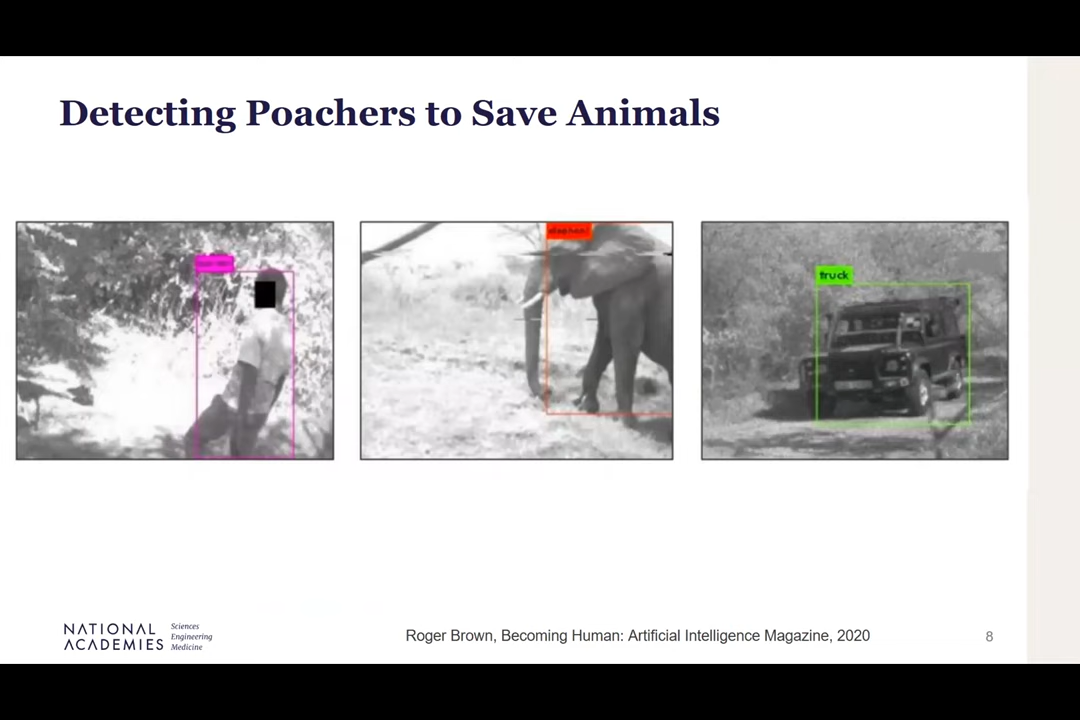 Detecting Poachers to Save Animals
elephant
truck
NATIONAL
ACADEMIES
Sciences
Engineering
Medicine
Roger Brown, Becoming Human: Artificial Intelligence Magazine, 2020
8